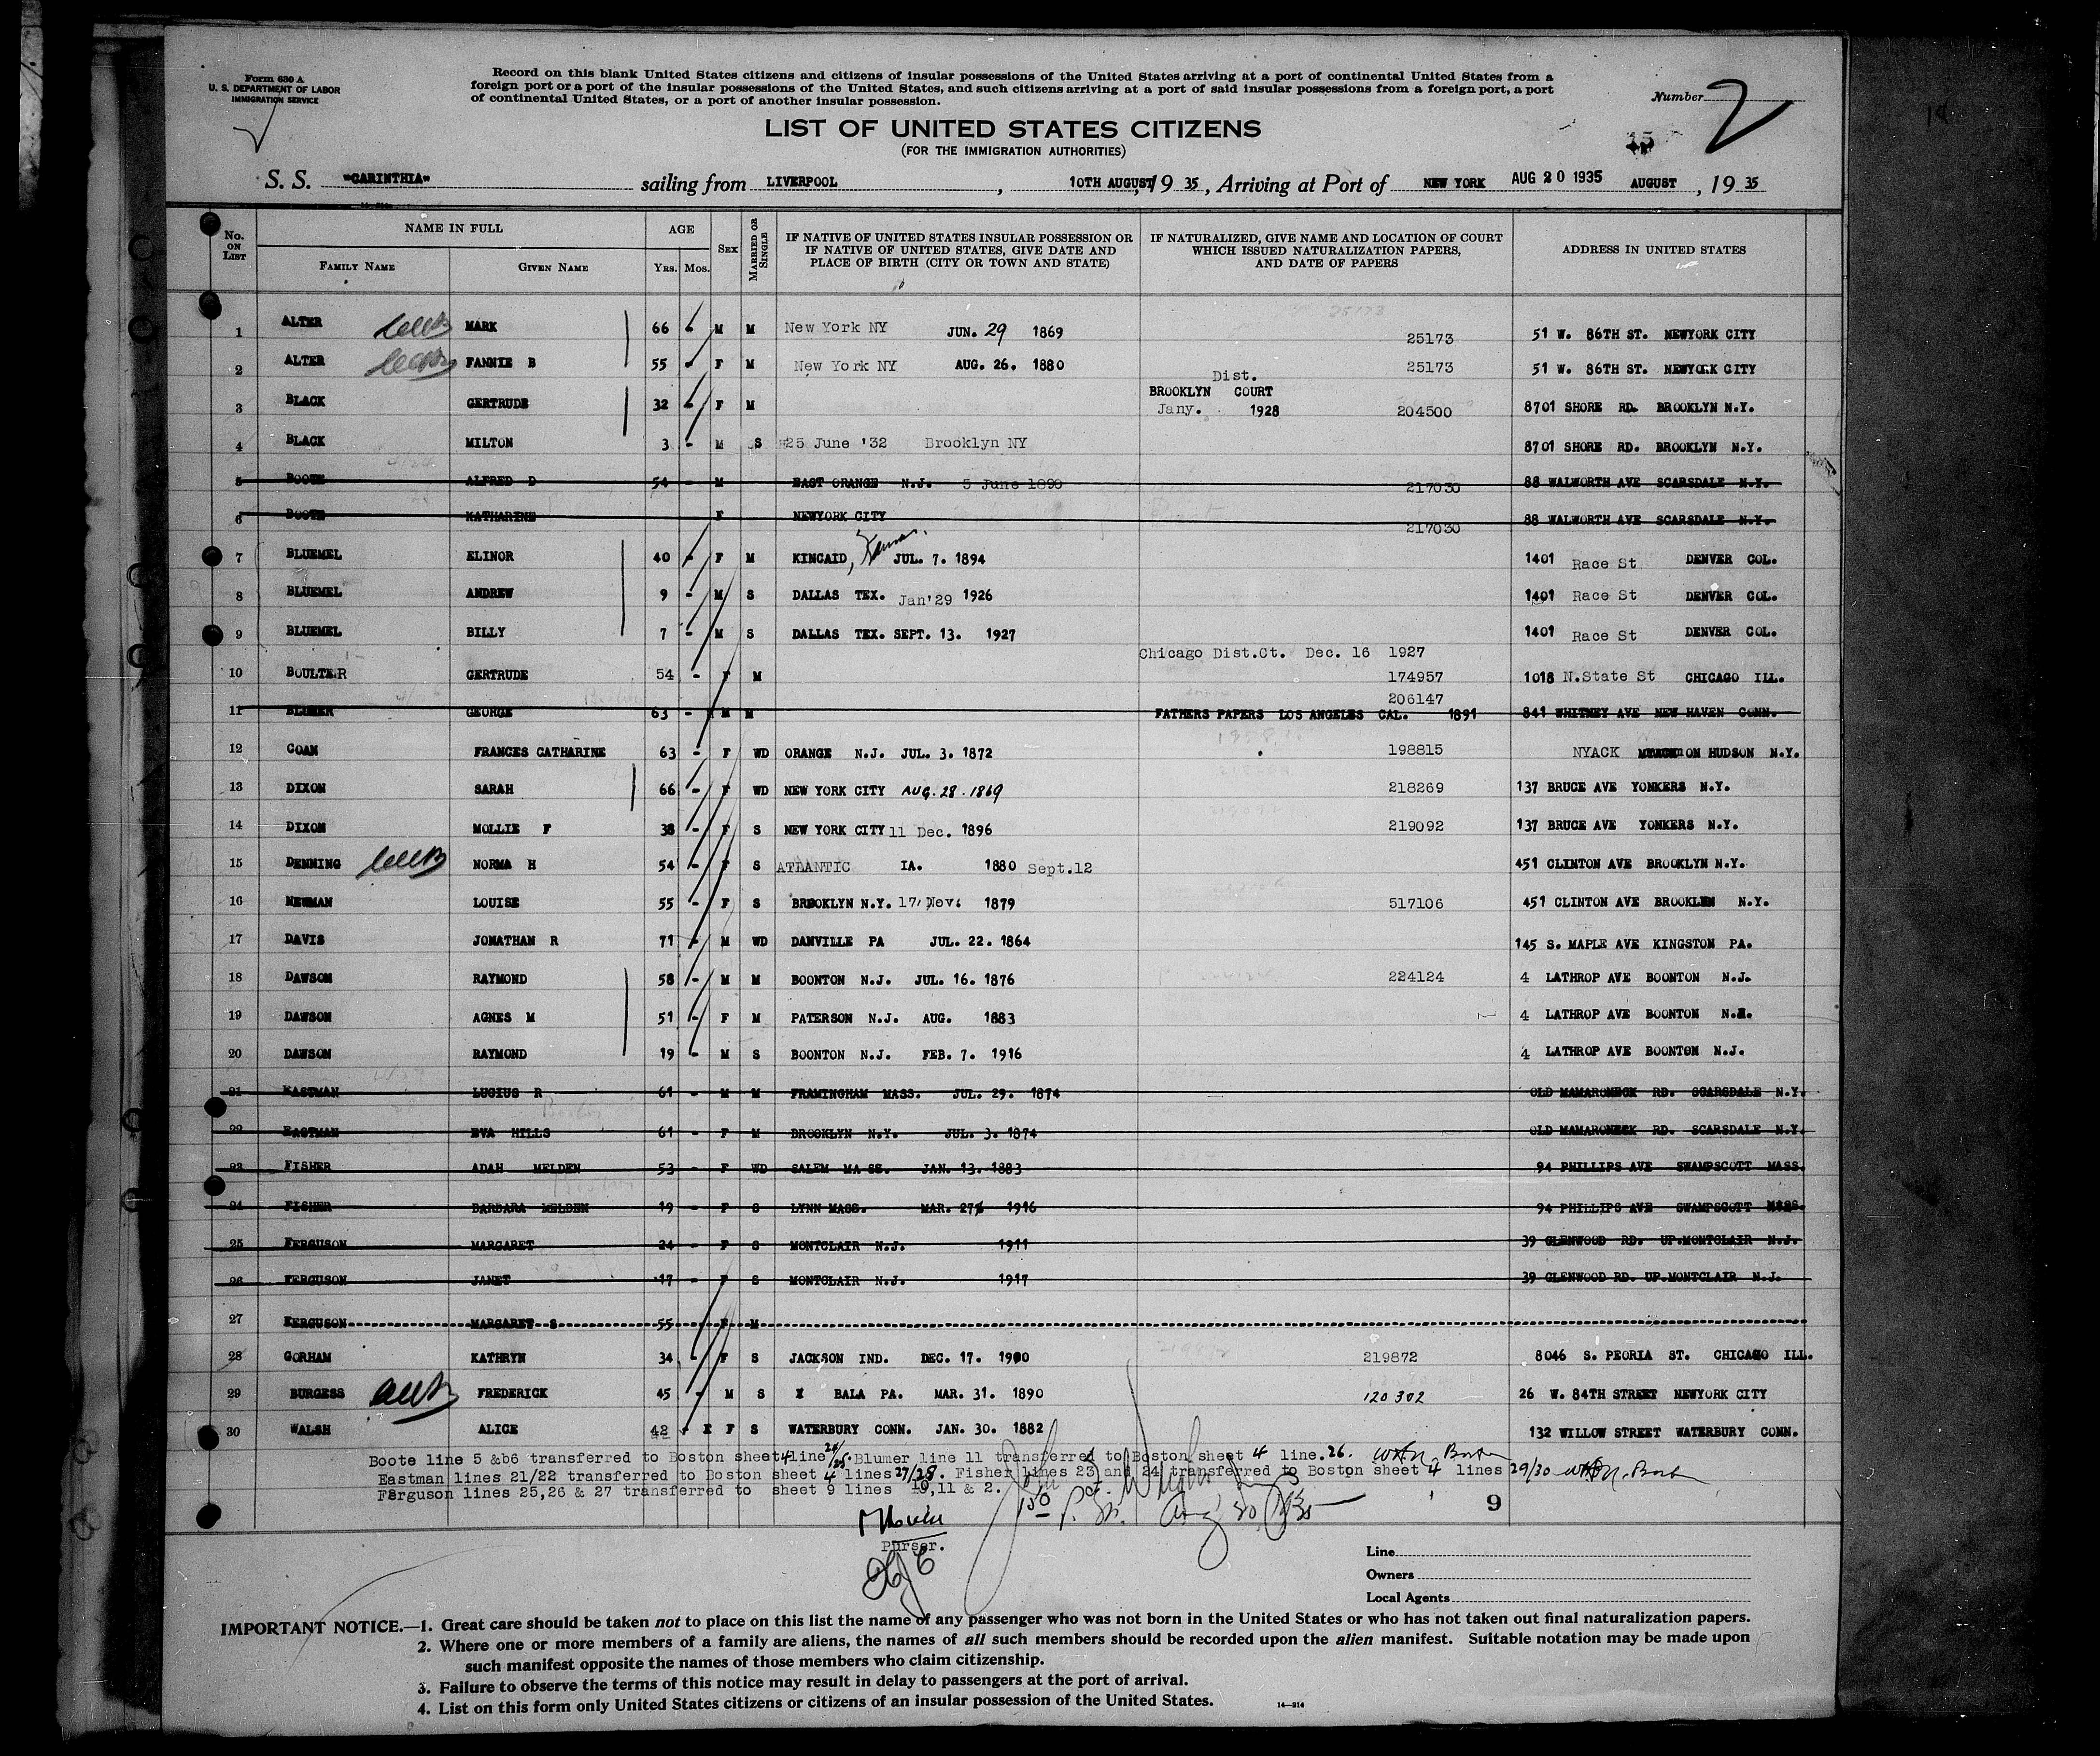 Form 630 A
U. S. DEPARTMENT OF LABOR
IMMIGRATION SERVICE
Record on this blank United States citizens and citizens of insular possessions of the United States arriving at a port of continental United States from a
foreign port or a port of the insular possessions of the United States, and such citizens arriving at a port of said insular possessions from a foreign port, a port
of continental United States, or a port of another insular possession.
Number 2
15
LIST OF UNITED STATES CITIZENS
(FOR THE IMMIGRATION AUTHORITIES)
S. S. "CARINTHIA" sailing from LIVERPOOL, 10TH AUGUST, 19 35, Arriving at Port of NEW YORK AUG 20 1935 AUGUST, 19 35
No. ON LIST NAME IN FULL FAMILY NAME GIVEN NAME AGE YRS. MOS. SEX MARRIED OR SINGLE IF NATIVE OF UNITED STATES INSULAR POSSESSION OR IF NATIVE OF UNITED STATES, GIVE DATE AND PLACE OF BIRTH (CITY OR TOWN AND STATE) IF NATURALIZED, GIVE NAME AND LOCATION OF COURT WHICH ISSUED NATURALIZATION PAPERS, AND DATE OF PAPERS ADDRESS IN UNITED STATES
1 ALTER MARK 66 - M M New York NY JUN. 29 1869 25173 51 W. 86TH ST. NEWYORK CITY
2 ALTER FANNIE B 55 - F M New York NY AUG. 26. 1880 25173 51 W. 86TH ST. NEWYORK CITY
3 BLACK GERTRUDE 32 - F M Dist. BROOKLYN COURT Jany. 1928 204500 8701 SHORE RD. BROOKLYN N.Y.
4 BLACK MILTON 3 - M S 25 June '32 Brooklyn NY 8701 SHORE RD. BROOKLYN N.Y.
5 BOOTE ALFRED D 54 - M EAST ORANGE N.J. 5 June 1890 217030 88 WALWORTH AVE SCARSDALE N.Y.
6 BOOTE KATHARINE F NEWYORK CITY 217030 88 WALWORTH AVE SCARSDALE N.Y.
7 BLUEMEL ELINOR 40 - F M KINCAID, Kansas. JUL. 7. 1894 1401 Race St DENVER COL.
8 BLUEMEL ANDREW 9 - M S DALLAS TEX. Jan'29 1926 1401 Race St DENVER COL.
9 BLUEMEL BILLY 7 - M S DALLAS TEX. SEPT. 13. 1927 1401 Race St DENVER COL.
Chicago Dist.Ct. Dec. 16 1927
10 BOULTER GERTRUDE 54 - F M 174957 1018 N.State St CHICAGO ILL.
206147
11 BLUMER GEORGE 63 - M M FATHERS PAPERS LOS ANGELES CAL. 1891 841 WHITNEY AVE NEW HAVEN CONN.
12 COAN FRANCES CATHARINE 63 - F WD ORANGE N.J. JUL. 3. 1872 198815 NYACK ON HUDSON N.Y.
13 DIXON SARAH 66 - F WD NEW YORK CITY AUG. 28. 1869 218269 137 BRUCE AVE YONKERS N.Y.
14 DIXON MOLLIE F 38 - F S NEW YORK CITY 11 Dec. 1896 219092 137 BRUCE AVE YONKERS N.Y.
15 DENNING NORMA H 54 - F S ATLANTIC IA. 1880 Sept.12 451 CLINTON AVE BROOKLYN N.Y.
16 NEWMAN LOUISE 55 - F S BROOKLYN N.Y. 17 Nov. 1879 517106 451 CLINTON AVE BROOKLYN N.Y.
17 DAVIS JONATHAN R 71 - M WD DANVILLE PA JUL. 22. 1864 145 S. MAPLE AVE KINGSTON PA.
18 DAWSON RAYMOND 58 - M M BOONTON N.J. JUL. 16. 1876 224124 4 LATHROP AVE BOONTON N.J.
19 DAWSON AGNES M 51 - F M PATERSON N.J. AUG. 1883 4 LATHROP AVE BOONTON N.J.
20 DAWSON RAYMOND 19 - M S BOONTON N.J. FEB. 7. 1916 4 LATHROP AVE BOONTON N.J.
21 EASTMAN LUCIUS R 61 - M M FRAMINGHAM MASS. JUL. 29. 1874 OLD MAMARONECK RD. SCARSDALE N.Y.
22 EASTMAN EVA HILLS 61 - F M BROOKLYN N.Y. JUL. 3. 1874 OLD MAMARONECK RD. SCARSDALE N.Y.
23 FISHER ADAH MELDEN 53 - F WD SALEM MASS. JAN. 13. 1883 94 PHILLIPS AVE SWAMPSCOTT MASS.
24 FISHER BARBARA MELDEN 19 - F S LYNN MASS. MAR. 27 1916 94 PHILLIPS AVE SWAMPSCOTT MASS.
25 FERGUSON MARGARET 24 - F S MONTCLAIR N.J. 1911 39 GLENWOOD RD. UP.MONTCLAIR N.J.
26 FERGUSON JANET 17 - F S MONTCLAIR N.J. 1917 39 GLENWOOD RD. UP.MONTCLAIR N.J.
27 FERGUSON MARGARET S 55 F M
28 GORHAM KATHRYN 34 - F S JACKSON IND. DEC. 17. 1900 219872 8046 S. PEORIA ST. CHICAGO ILL.
29 BURGESS FREDERICK 45 - M S X BALA PA. MAR. 31. 1890 120302 26 W. 84TH STREET NEWYORK CITY
30 WALSH ALICE 42 X F S WATERBURY CONN. JAN. 30. 1882 132 WILLOW STREET WATERBURY CONN.
Boote line 5 &b6 transferred to Boston sheet 4 line Blumer line 11 transferred to Boston sheet 4 line.26.
Eastman lines 21/22 transferred to Boston sheet 4 lines 27/28. Fisher lines 23 and 24 transferred to Boston sheet 4 lines 29/30
Ferguson lines 25,26 & 27 transferred to sheet 9 lines 10,11 & 2.
9
Purser.
Line
Owners
Local Agents
IMPORTANT NOTICE.—1. Great care should be taken not to place on this list the name of any passenger who was not born in the United States or who has not taken out final naturalization papers.
2. Where one or more members of a family are aliens, the names of all such members should be recorded upon the alien manifest. Suitable notation may be made upon
such manifest opposite the names of those members who claim citizenship.
3. Failure to observe the terms of this notice may result in delay to passengers at the port of arrival.
4. List on this form only United States citizens or citizens of an insular possession of the United States.
14—214